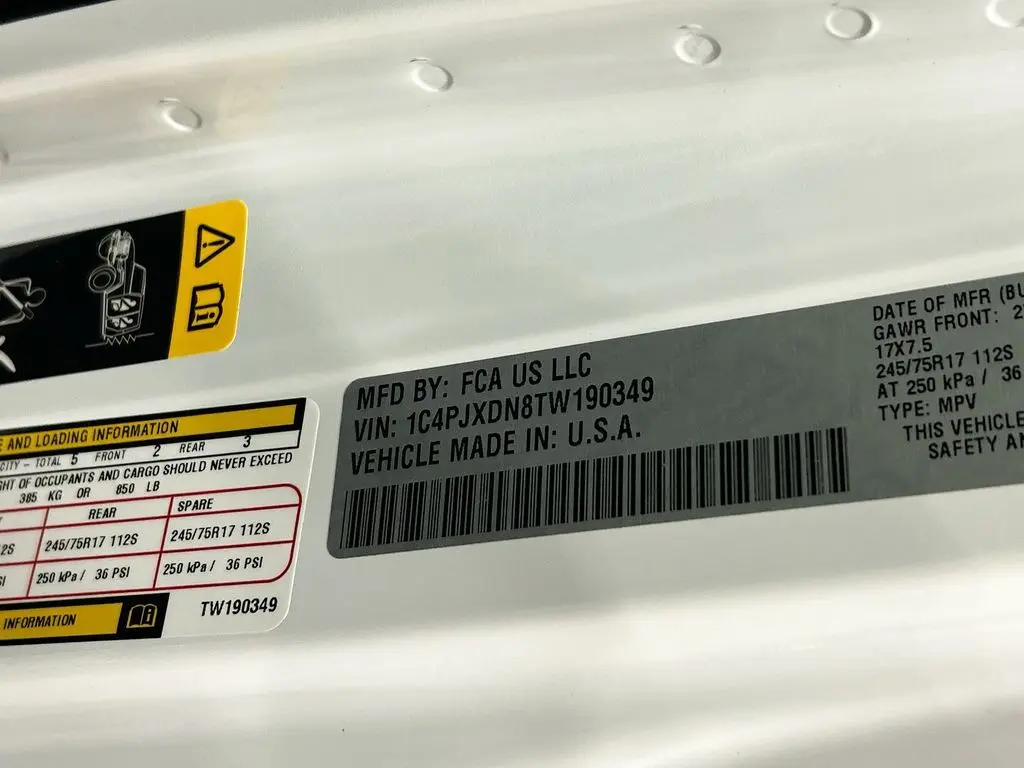 MFD BY: FCA US LLC
VIN: 1C4PJXDN8TW190349
VEHICLE MADE IN: U.S.A.
DATE OF MFR (BU
GAWR FRONT: 2
17X7.5
245/75R17 112S
AT 250 kPa / 36
TYPE: MPV
THIS VEHICLE
SAFETY AN
E AND LOADING INFORMATION
CITY - TOTAL 5 FRONT 2 REAR 3
GHT OF OCCUPANTS AND CARGO SHOULD NEVER EXCEED
385 KG OR 850 LB
REAR SPARE
2S 245/75R17 112S 245/75R17 112S
SI 250 kPa / 36 PSI 250 kPa / 36 PSI
INFORMATION
TW190349